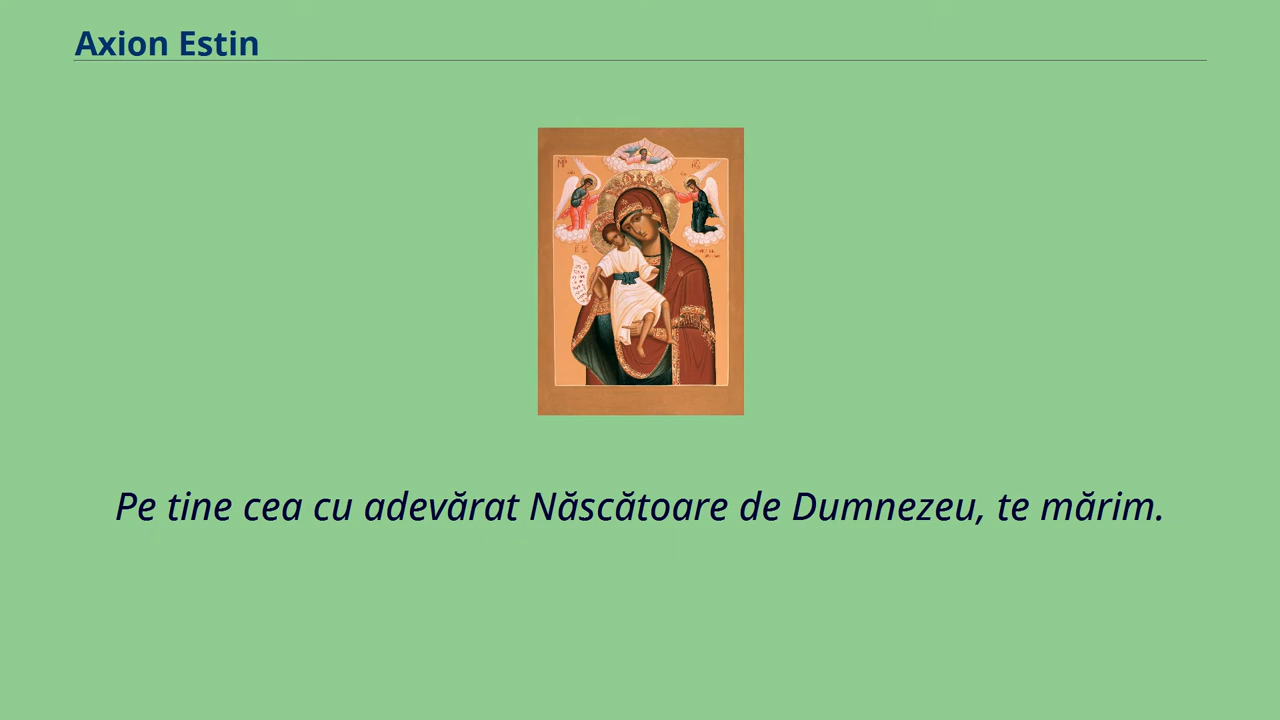 Axion Estin
Pe tine cea cu adevărat Născătoare de Dumnezeu, te mărim.